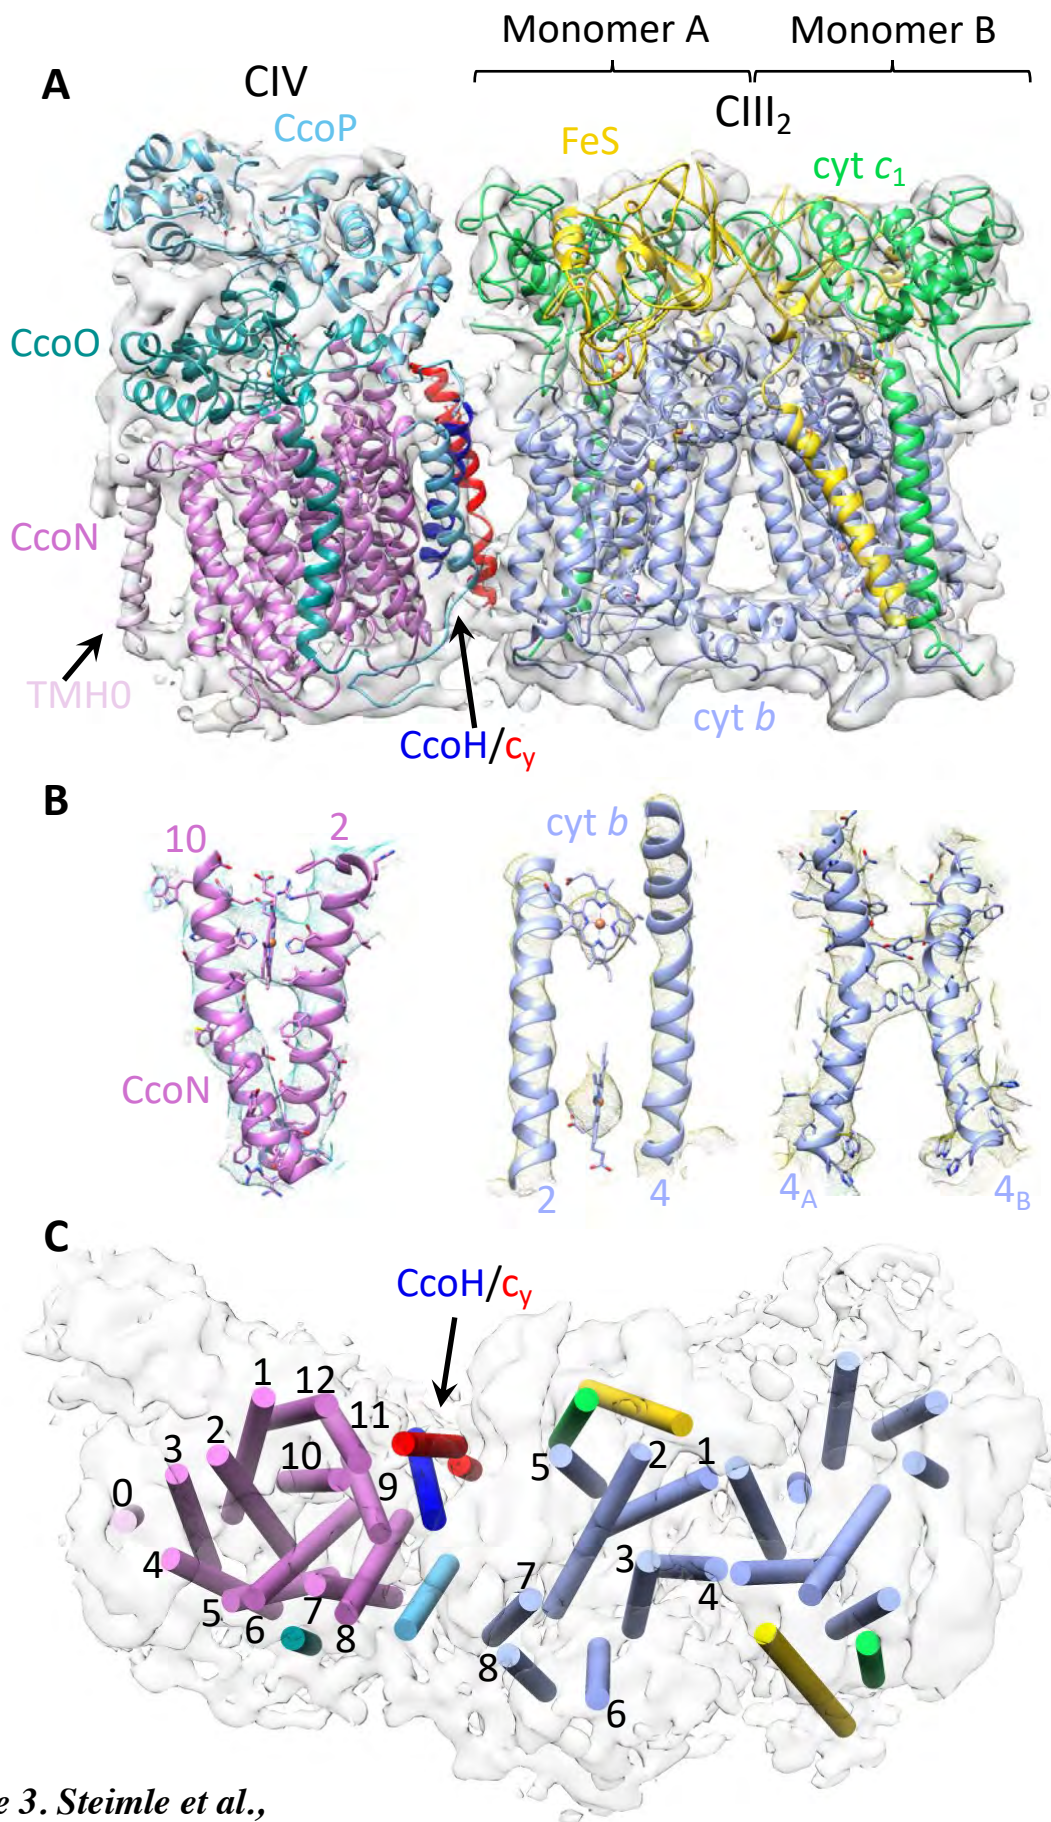 Monomer A Monomer B
A CIV CIII2
CcoP FeS cyt c1
CcoO
CcoN
TMH0
cyt b
CcoH/cy
B
10 2 cyt b
CcoN
2 4 4A 4B
C
CcoH/cy
1 12
11
2
3 10 9
0
5 2 1
4
3
7 4
5 6 7 8
8
6
e 3. Steimle et al.,